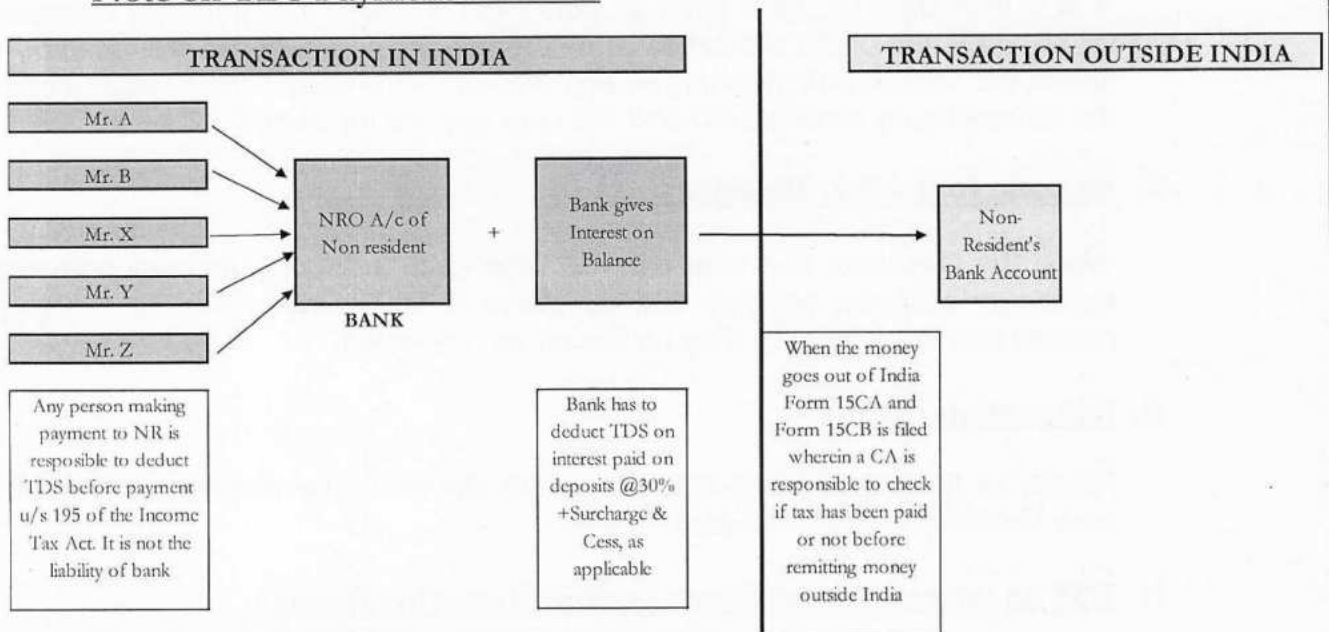 TRANSACTION IN INDIA
TRANSACTION OUTSIDE INDIA
Mr. A
Mr. B
Mr. X
Mr. Y
Mr. Z
NRO A/c of
Non resident
BANK
+
Bank gives
Interest on
Balance
Non-
Resident's
Bank Account
Any person making
payment to NR is
resposible to deduct
TDS before payment
u/s 195 of the Income
Tax Act. It is not the
liability of bank
Bank has to
deduct TDS on
interest paid on
deposits @30%
+Surcharge &
Cess, as
applicable
When the money
goes out of India
Form 15CA and
Form 15CB is filed
wherein a CA is
responsible to check
if tax has been paid
or not before
remitting money
outside India